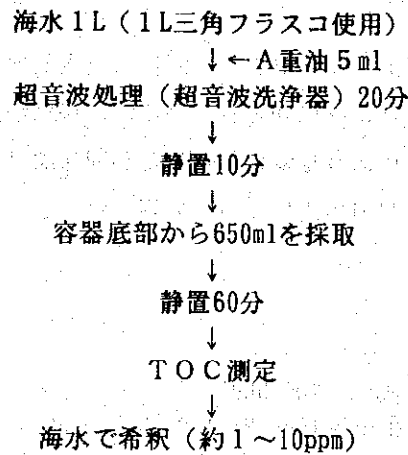 海水1L(1L三角フラスコ使用)
↓←A重油5ml
超音波処理(超音波洗浄器)20分
↓
静置10分
↓
容器底部から650mlを採取
↓
静置60分
↓
TOC測定
↓
海水で希釈(約1~10ppm)